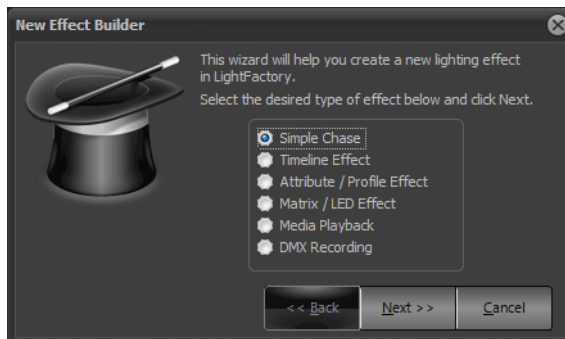 New Effect Builder
This wizard will help you create a new lighting effect
in LightFactory.
Select the desired type of effect below and click Next.
Simple Chase
Timeline Effect
Attribute / Profile Effect
Matrix / LED Effect
Media Playback
DMX Recording
<< Back Next >> Cancel